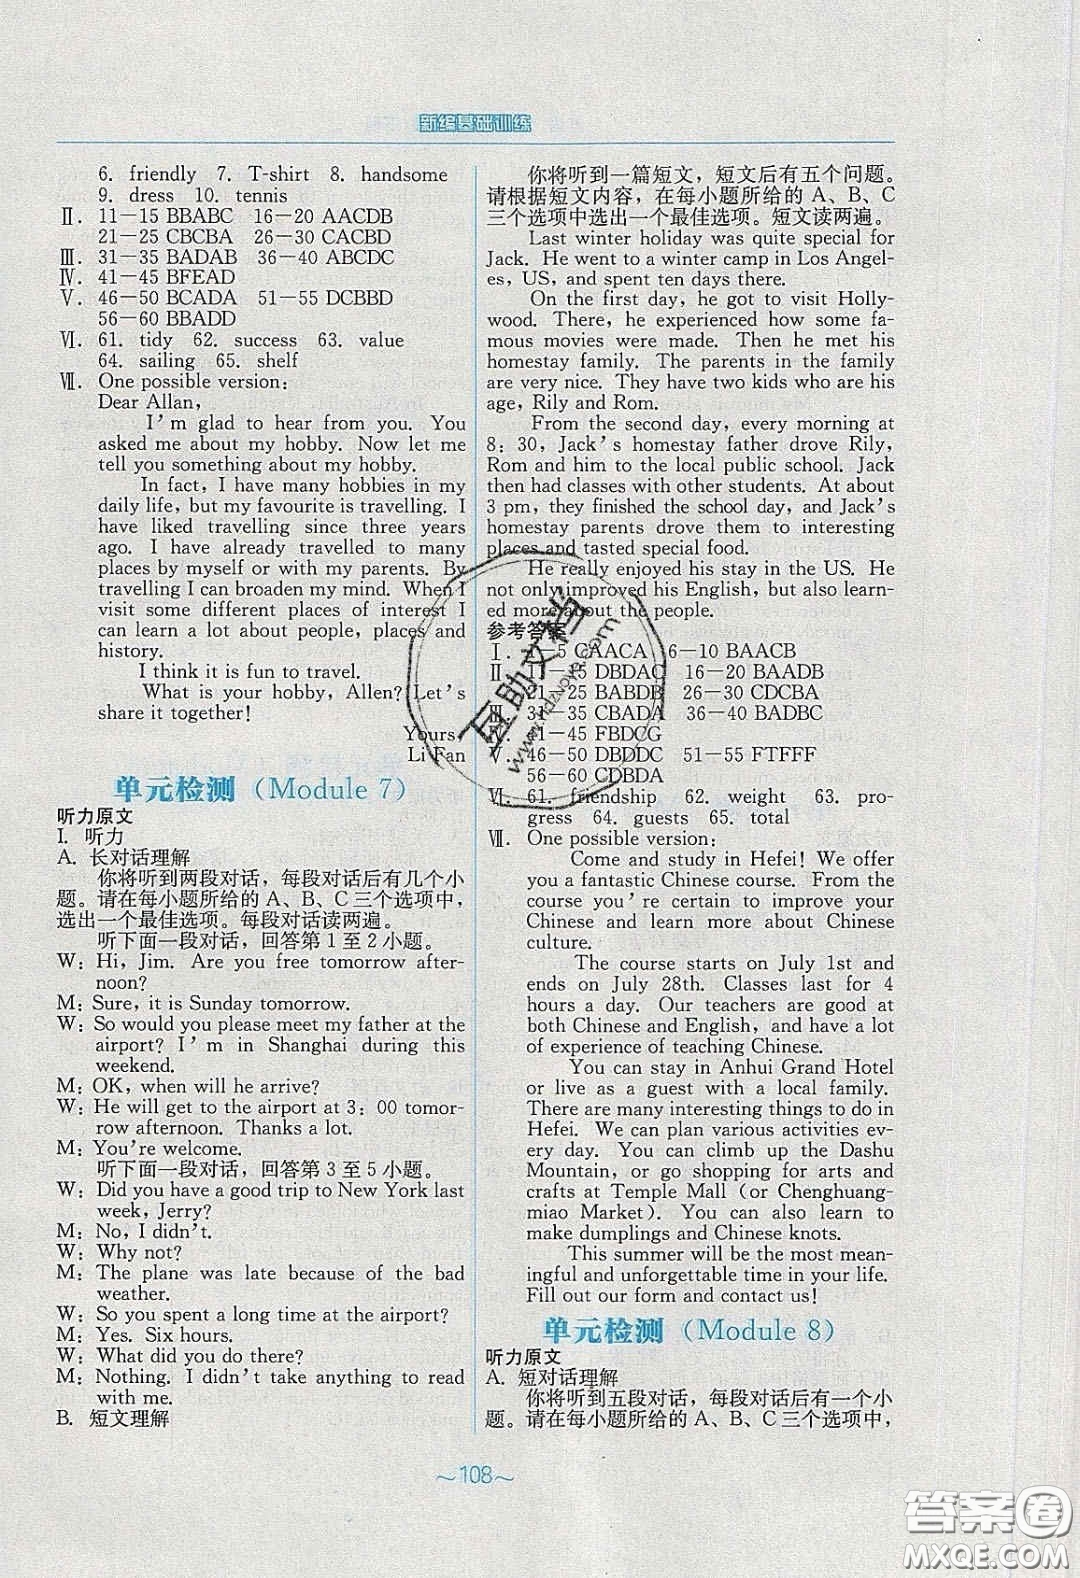 新编基础训练
6. friendly 7. T-shirt 8. handsome
9. dress 10. tennis
Ⅱ. 11—15 BBABC 16—20 AACDB
21—25 CBCBA 26—30 CACBD
Ⅲ. 31—35 BADAB 36—40 ABCDC
Ⅳ. 41—45 BFEAD
Ⅴ. 46—50 BCADA 51—55 DCBBD
56—60 BBADD
Ⅵ. 61. tidy 62. success 63. value
64. sailing 65. shelf
Ⅶ. One possible version:
Dear Allan,
I'm glad to hear from you. You
asked me about my hobby. Now let me
tell you something about my hobby.
In fact, I have many hobbies in my
daily life, but my favourite is travelling. I
have liked travelling since three years
ago. I have already travelled to many
places by myself or with my parents. By
travelling I can broaden my mind. When I
visit some different places of interest I
can learn a lot about people, places and
history.
I think it is fun to travel.
What is your hobby, Allen? Let's
share it together!
Yours,
Li Fan
单元检测 (Module 7)
听力原文
Ⅰ. 听力
A. 长对话理解
你将听到两段对话，每段对话后有几个小
题。请在每小题所给的 A、B、C三个选项中，
选出一个最佳选项。每段对话读两遍。
听下面一段对话，回答第 1 至 2 小题。
W: Hi, Jim. Are you free tomorrow after-
noon?
M: Sure, it is Sunday tomorrow.
W: So would you please meet my father at the
airport? I'm in Shanghai during this
weekend.
M: OK, when will he arrive?
W: He will get to the airport at 3: 00 tomor-
row afternoon. Thanks a lot.
M: You're welcome.
听下面一段对话，回答第 3 至 5 小题。
W: Did you have a good trip to New York last
week, Jerry?
M: No, I didn't.
W: Why not?
M: The plane was late because of the bad
weather.
W: So you spent a long time at the airport?
M: Yes. Six hours.
W: What did you do there?
M: Nothing. I didn't take anything to read
with me.
B. 短文理解
你将听到一篇短文，短文后有五个问题。
请根据短文内容，在每小题所给的 A、B、C
三个选项中选出一个最佳选项。短文读两遍。
Last winter holiday was quite special for
Jack. He went to a winter camp in Los Angel-
es, US, and spent ten days there.
On the first day, he got to visit Holly-
wood. There, he experienced how some fa-
mous movies were made. Then he met his
homestay family. The parents in the family
are very nice. They have two kids who are his
age, Rily and Rom.
From the second day, every morning at
8: 30, Jack's homestay father drove Rily,
Rom and him to the local public school. Jack
then had classes with other students. At about
3 pm, they finished the school day, and Jack's
homestay parents drove them to interesting
places and tasted special food.
He really enjoyed his stay in the US. He
not only improved his English, but also learn-
ed more about the people.
参考答案
Ⅰ. 1—5 CAACA 6—10 BAACB
Ⅱ. 11—15 DBDAC 16—20 BAADB
21—25 BABDB 26—30 CDCBA
Ⅲ. 31—35 CBADA 36—40 BADBC
Ⅳ. 41—45 FBDCG
Ⅴ. 46—50 DBDDC 51—55 FTFFF
56—60 CDBDA
Ⅵ. 61. friendship 62. weight 63. pro-
gress 64. guests 65. total
Ⅶ. One possible version:
Come and study in Hefei! We offer
you a fantastic Chinese course. From the
course you're certain to improve your
Chinese and learn more about Chinese
culture.
The course starts on July 1st and
ends on July 28th. Classes last for 4
hours a day. Our teachers are good at
both Chinese and English, and have a lot
of experience of teaching Chinese.
You can stay in Anhui Grand Hotel
or live as a guest with a local family.
There are many interesting things to do in
Hefei. We can plan various activities ev-
ery day. You can climb up the Dashu
Mountain, or go shopping for arts and
crafts at Temple Mall (or Chenghuang-
miao Market). You can also learn to
make dumplings and Chinese knots.
This summer will be the most mean-
ingful and unforgettable time in your life.
Fill out our form and contact us!
单元检测 (Module 8)
听力原文
A. 短对话理解
你将听到五段对话，每段对话后有一个小
题。请在每小题所给的 A、B、C三个选项中，
～108～
互助文档
www.hdzwvox.com
答案圈
MXQE.COM